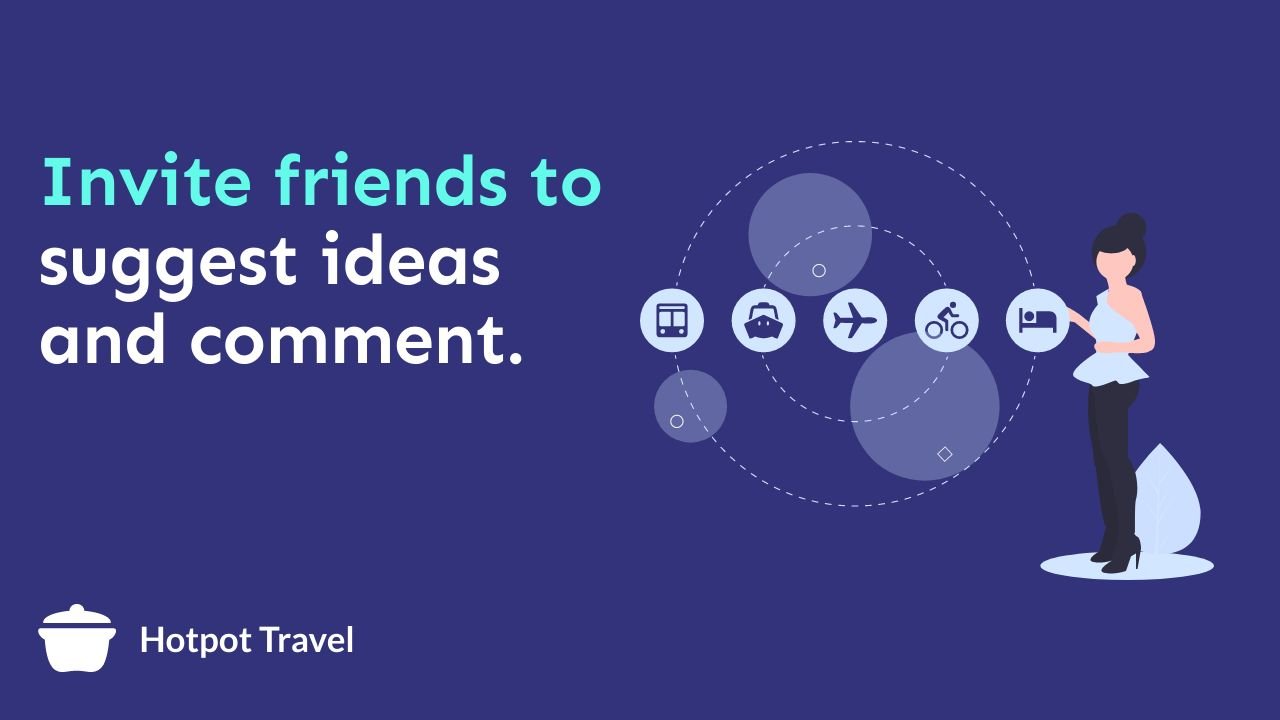 Invite friends to
suggest ideas
and comment.
Hotpot Travel